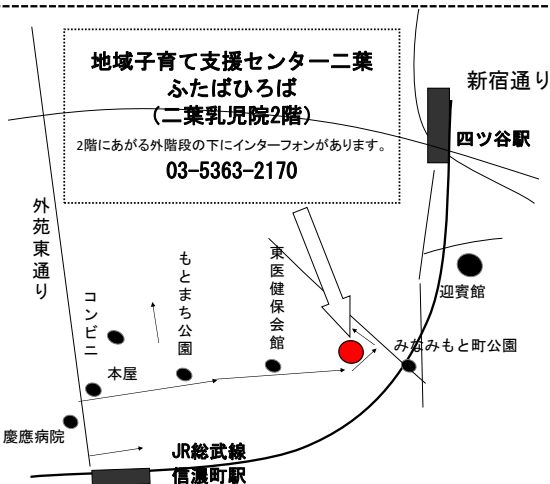 地域子育て支援センター二葉
ふたばひろば
(二葉乳児院2階)
2階にあがる外階段の下にインターフォンがあります。
03-5363-2170
新宿通り
四ツ谷駅
外苑東通り
コンビニ
もとまち公園
東医健保会館
迎賓館
みなみもと町公園
本屋
慶應病院
JR総武線
信濃町駅